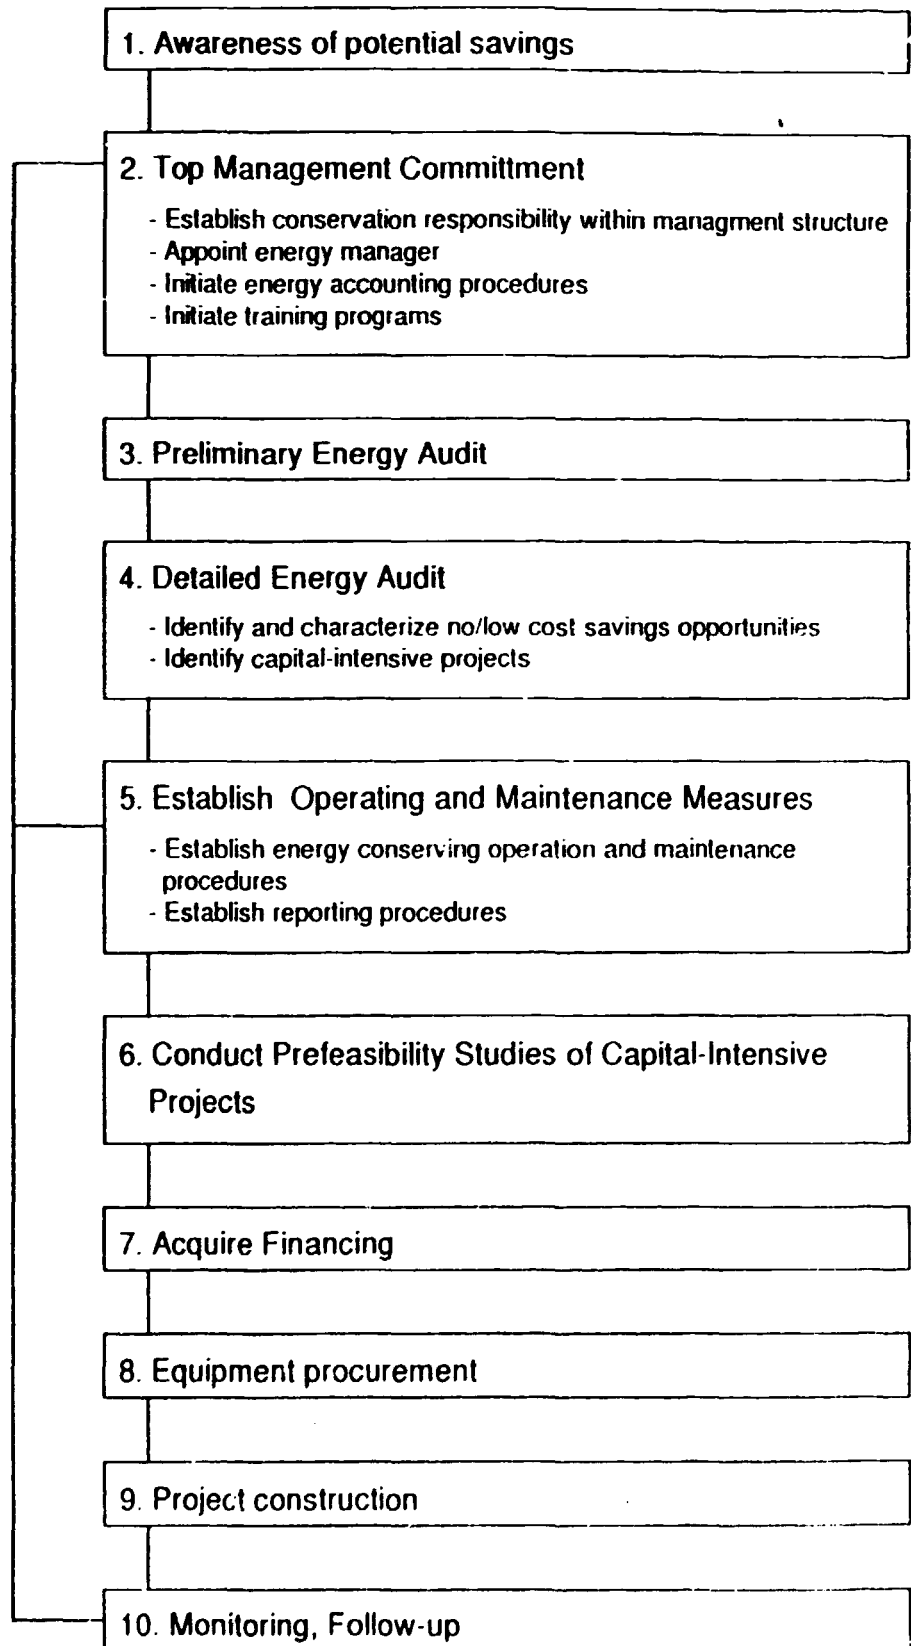 1. Awareness of potential savings
2. Top Management Committment
- Establish conservation responsibility within managment structure
- Appoint energy manager
- Initiate energy accounting procedures
- Initiate training programs
3. Preliminary Energy Audit
4. Detailed Energy Audit
- Identify and characterize no/low cost savings opportunities
- Identify capital-intensive projects
5. Establish Operating and Maintenance Measures
- Establish energy conserving operation and maintenance
procedures
- Establish reporting procedures
6. Conduct Prefeasibility Studies of Capital-Intensive
Projects
7. Acquire Financing
8. Equipment procurement
9. Project construction
10. Monitoring, Follow-up